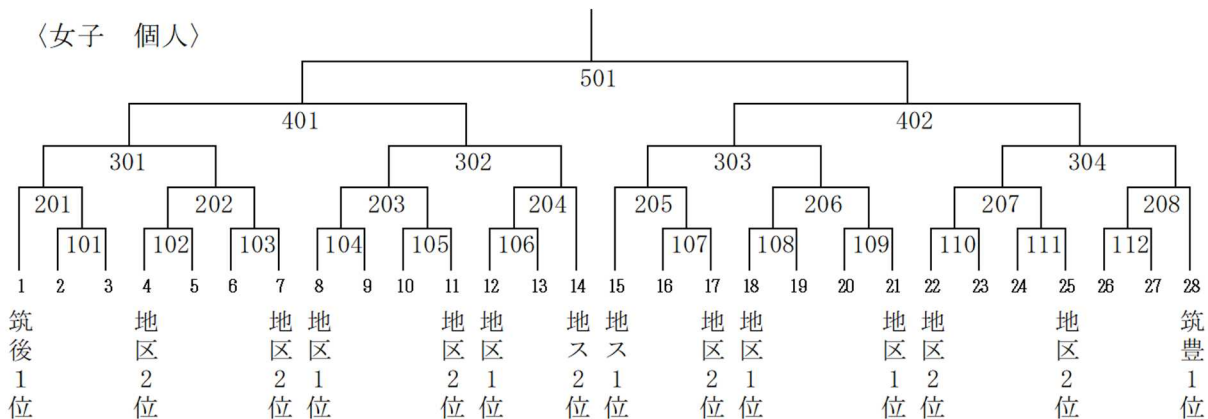 〈女子　個人〉
501
401 402
301 302 303 304
201 202 203 204 205 206 207 208
101 102 103 104 105 106 107 108 109 110 111 112
1 2 3 4 5 6 7 8 9 10 11 12 13 14 15 16 17 18 19 20 21 22 23 24 25 26 27 28
筑後1位
地区2位
地区2位
地区1位
地区2位
地区1位
地ス2位
地ス1位
地区2位
地区1位
地区1位
地区2位
地区2位
筑豊1位